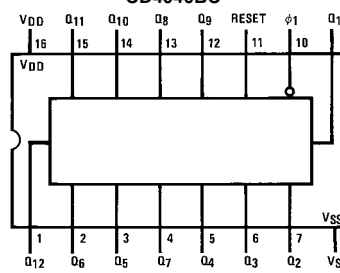 CD4040BC
VDD Q11 Q10 Q8 Q9 RESET ϕ1 Q1
16 15 14 13 12 11 10
VDD
VSS
1 2 3 4 5 6 7
Q12 Q6 Q5 Q7 Q4 Q3 Q2